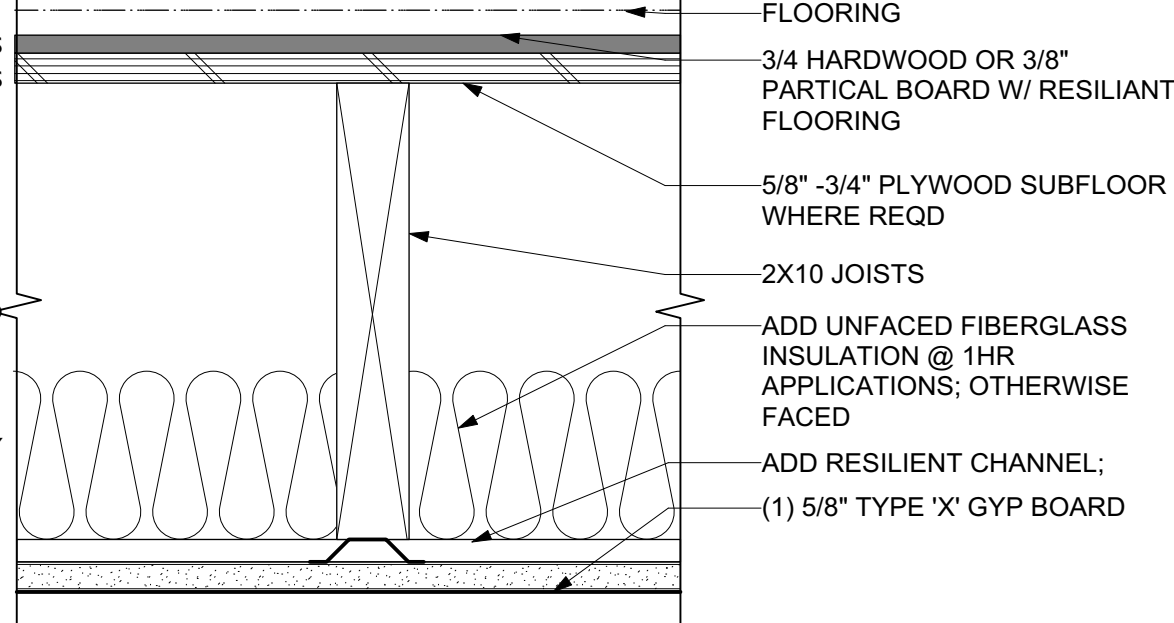 FLOORING
3/4 HARDWOOD OR 3/8"
PARTICAL BOARD W/ RESILIANT
FLOORING
5/8" -3/4" PLYWOOD SUBFLOOR
WHERE REQD
2X10 JOISTS
ADD UNFACED FIBERGLASS
INSULATION @ 1HR
APPLICATIONS; OTHERWISE
FACED
ADD RESILIENT CHANNEL;
(1) 5/8" TYPE 'X' GYP BOARD